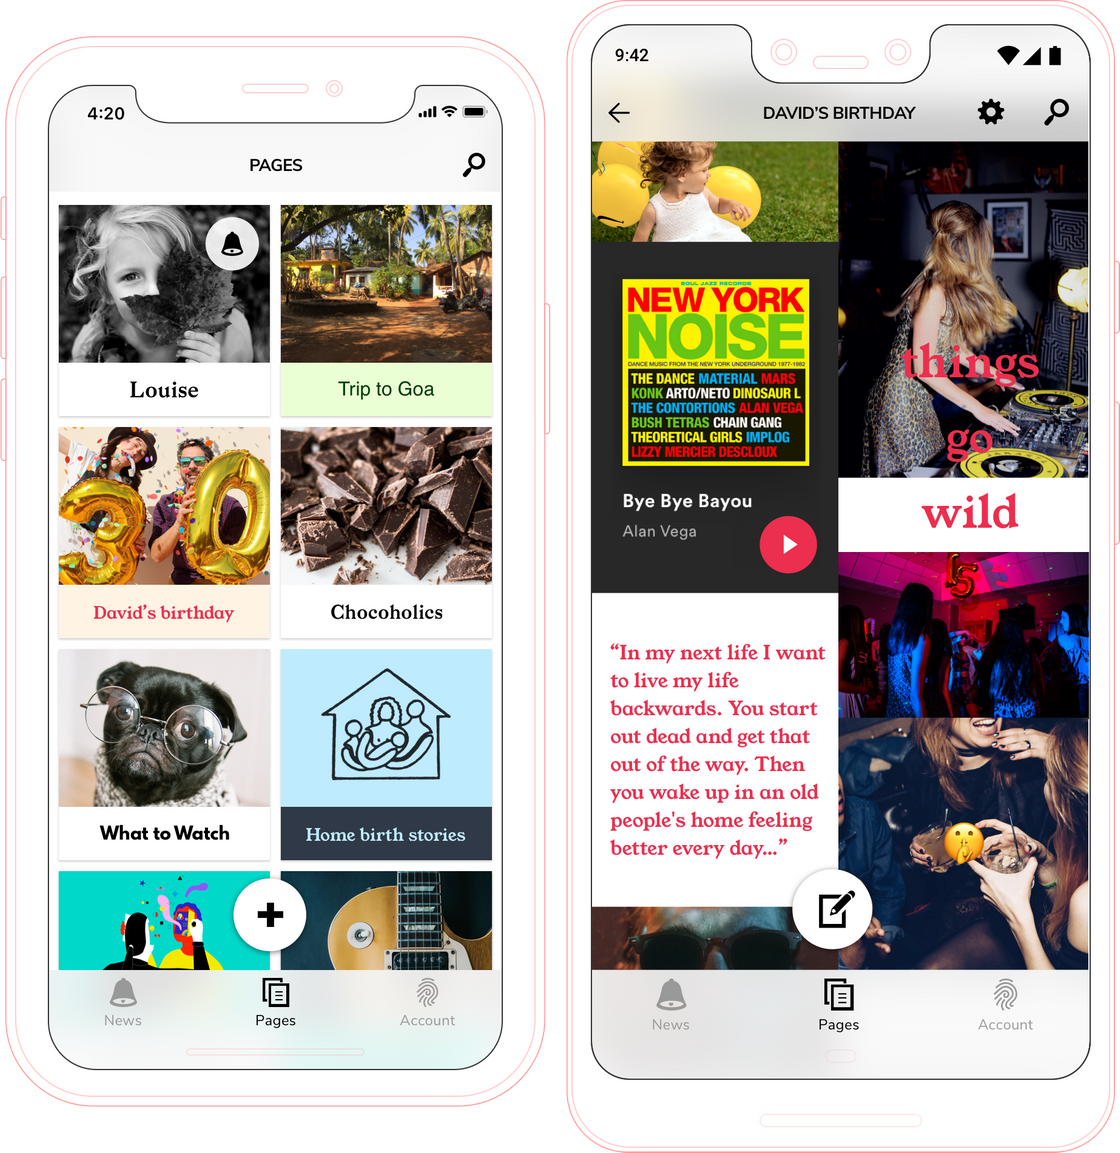 4:20
PAGES
Louise
Trip to Goa
30
David's birthday
Chocoholics
What to Watch
Home birth stories
News
Pages
Account
9:42
DAVID'S BIRTHDAY
SOUL JAZZ RECORDS
NEW YORK
NOISE
DANCE MUSIC FROM THE NEW YORK UNDERGROUND 1977-1982
THE DANCE MATERIAL MARS
KONK ARTO/NETO DINOSAUR L
THE CONTORTIONS ALAN VEGA
BUSH TETRAS CHAIN GANG
THEORETICAL GIRLS IMPLOG
LIZZY MERCIER DESCLOUX
Bye Bye Bayou
Alan Vega
“In my next life I want
to live my life
backwards. You start
out dead and get that
out of the way. Then
you wake up in an old
people's home feeling
better every day...”
things
go
wild
15
News
Pages
Account